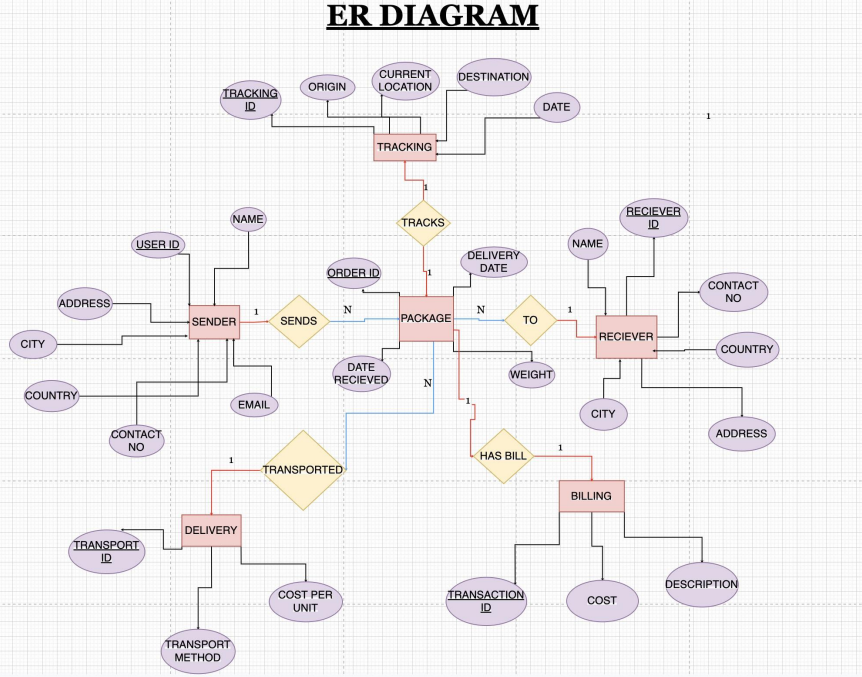 ER DIAGRAM
TRACKING
ID
ORIGIN
CURRENT
LOCATION
DESTINATION
DATE
1
TRACKING
1
TRACKS
1
NAME
USER ID
ADDRESS
CITY
COUNTRY
CONTACT
NO
EMAIL
SENDER
1
SENDS
N
ORDER ID
DELIVERY
DATE
PACKAGE
DATE
RECIEVED
WEIGHT
N
TO
1
NAME
RECIEVER
ID
CONTACT
NO
COUNTRY
ADDRESS
CITY
RECIEVER
N
1
TRANSPORTED
1
HAS BILL
1
DELIVERY
TRANSPORT
ID
TRANSPORT
METHOD
COST PER
UNIT
BILLING
TRANSACTION
ID
COST
DESCRIPTION